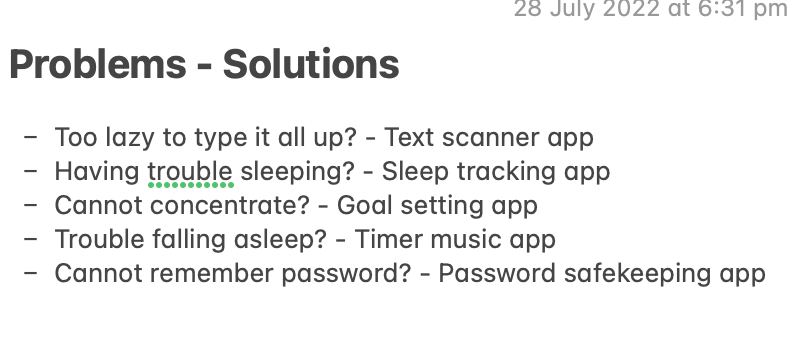 28 July 2022 at 6:31 pm
Problems - Solutions
– Too lazy to type it all up? - Text scanner app
– Having trouble sleeping? - Sleep tracking app
– Cannot concentrate? - Goal setting app
– Trouble falling asleep? - Timer music app
– Cannot remember password? - Password safekeeping app